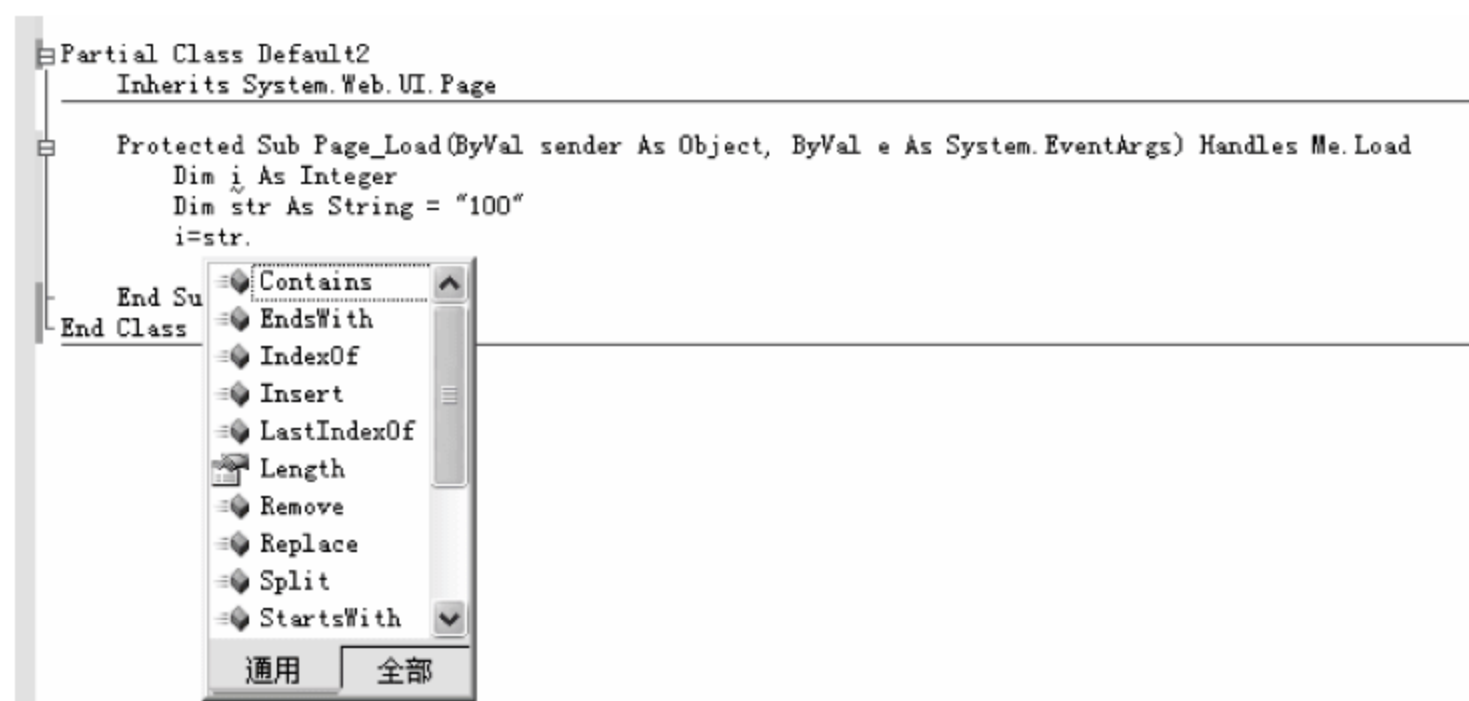 Partial Class Default2
Inherits System.Web.UI.Page
Protected Sub Page_Load(ByVal sender As Object, ByVal e As System.EventArgs) Handles Me.Load
Dim i As Integer
Dim str As String = "100"
i=str.
End Su
End Class
Contains
EndsWith
IndexOf
Insert
LastIndexOf
Length
Remove
Replace
Split
StartsWith
通用 全部